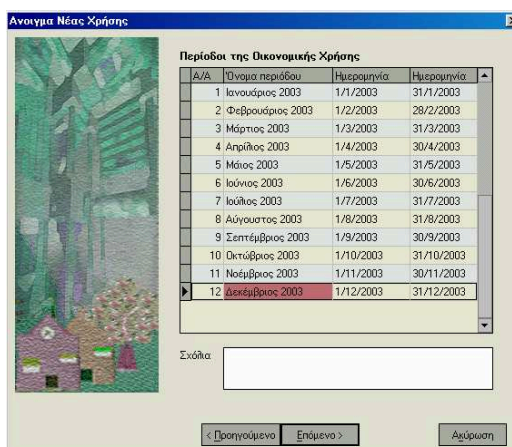 Ανοιγμα Νέας Χρήσης
Περίοδοι της Οικονομικής Χρήσης
Α/Α Όνομα περιόδου Ημερομηνία Ημερομηνία
1 Ιανουάριος 2003 1/1/2003 31/1/2003
2 Φεβρουάριος 2003 1/2/2003 28/2/2003
3 Μάρτιος 2003 1/3/2003 31/3/2003
4 Απρίλιος 2003 1/4/2003 30/4/2003
5 Μάιος 2003 1/5/2003 31/5/2003
6 Ιούνιος 2003 1/6/2003 30/6/2003
7 Ιούλιος 2003 1/7/2003 31/7/2003
8 Αύγουστος 2003 1/8/2003 31/8/2003
9 Σεπτέμβριος 2003 1/9/2003 30/9/2003
10 Οκτώβριος 2003 1/10/2003 31/10/2003
11 Νοέμβριος 2003 1/11/2003 30/11/2003
12 Δεκέμβριος 2003 1/12/2003 31/12/2003
Σχόλια
< Προηγούμενο Επόμενο > Ακύρωση